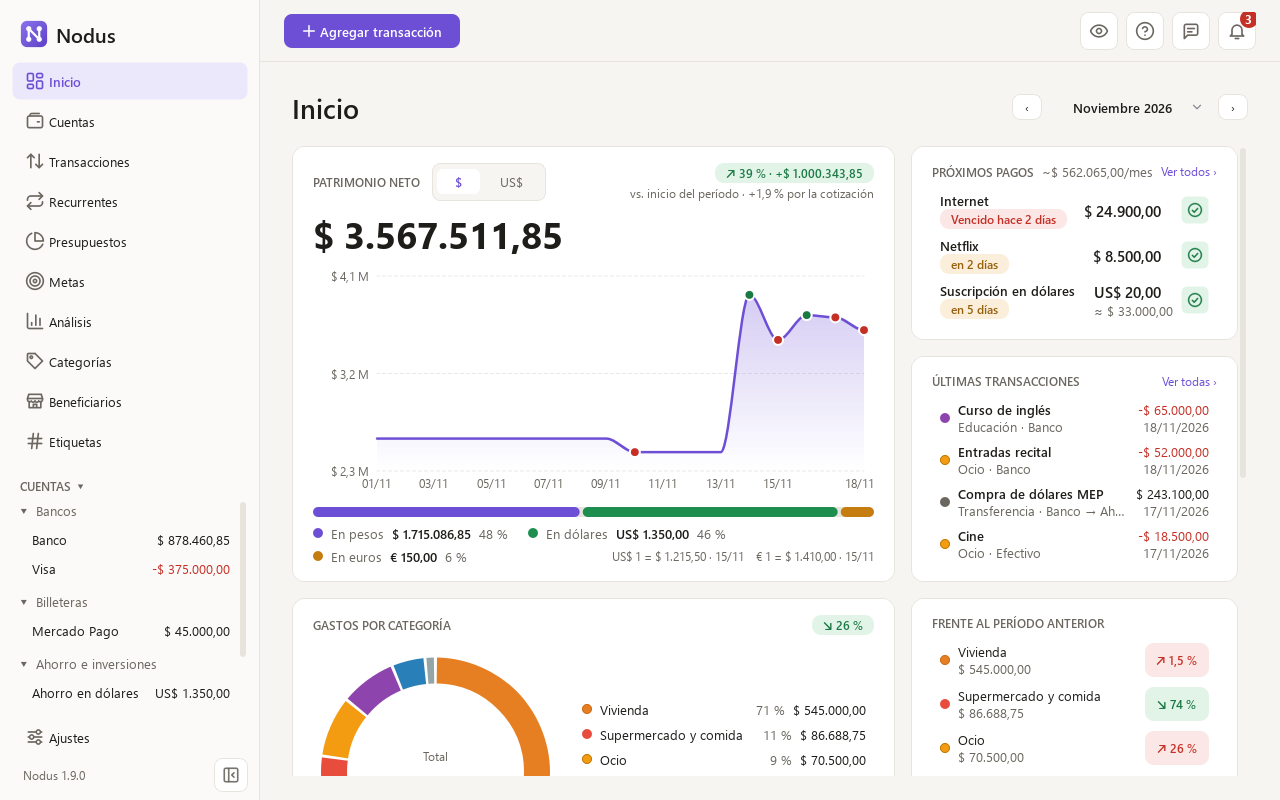 Nodus
Inicio
Cuentas
Transacciones
Recurrentes
Presupuestos
Metas
Análisis
Categorías
Beneficiarios
Etiquetas
CUENTAS ▼
▼ Bancos
Banco $ 878.460,85
Visa -$ 375.000,00
▼ Billeteras
Mercado Pago $ 45.000,00
▼ Ahorro e inversiones
Ahorro en dólares US$ 1.350,00
Ajustes
Nodus 1.9.0
+ Agregar transacción
3
Inicio
‹ Noviembre 2026 ›
PATRIMONIO NETO $ US$
↗ 39 % · +$ 1.000.343,85
vs. inicio del período · +1,9 % por la cotización
$ 3.567.511,85
$ 4,1 M
$ 3,2 M
$ 2,3 M
01/11 03/11 05/11 07/11 09/11 11/11 13/11 15/11 18/11
En pesos $ 1.715.086,85 48 % En dólares US$ 1.350,00 46 %
En euros € 150,00 6 % US$ 1 = $ 1.215,50 · 15/11 € 1 = $ 1.410,00 · 15/11
PRÓXIMOS PAGOS ~$ 562.065,00/mes Ver todos ›
Internet
Vencido hace 2 días $ 24.900,00
Netflix
en 2 días $ 8.500,00
Suscripción en dólares US$ 20,00
en 5 días ≈ $ 33.000,00
ÚLTIMAS TRANSACCIONES Ver todas ›
Curso de inglés -$ 65.000,00
Educación · Banco 18/11/2026
Entradas recital -$ 52.000,00
Ocio · Banco 18/11/2026
Compra de dólares MEP $ 243.100,00
Transferencia · Banco → Ah... 17/11/2026
Cine -$ 18.500,00
Ocio · Efectivo 17/11/2026
GASTOS POR CATEGORÍA ↘ 26 %
Total
Vivienda 71 % $ 545.000,00
Supermercado y comida 11 % $ 86.688,75
Ocio 9 % $ 70.500,00
FRENTE AL PERÍODO ANTERIOR
Vivienda
$ 545.000,00 ↗ 1,5 %
Supermercado y comida
$ 86.688,75 ↘ 74 %
Ocio
$ 70.500,00 ↗ 26 %